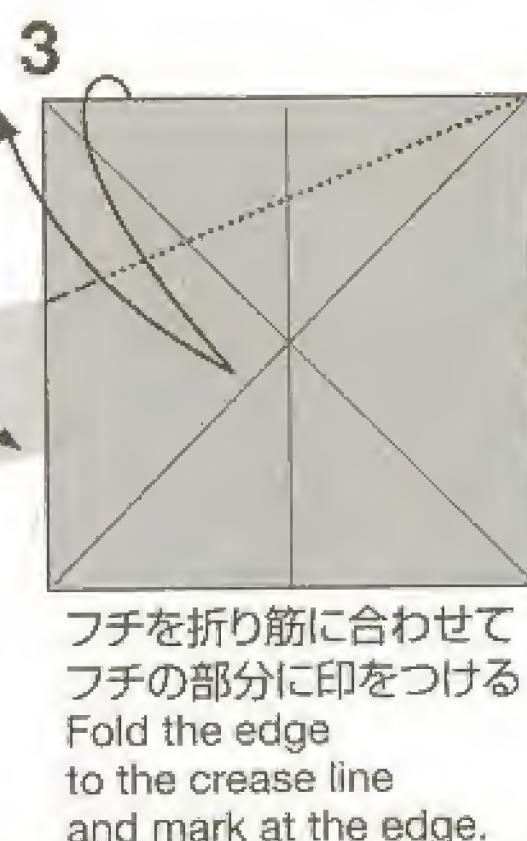 3
フチを折り筋に合わせて
フチの部分に印をつける
Fold the edge
to the crease line
and mark at the edge.